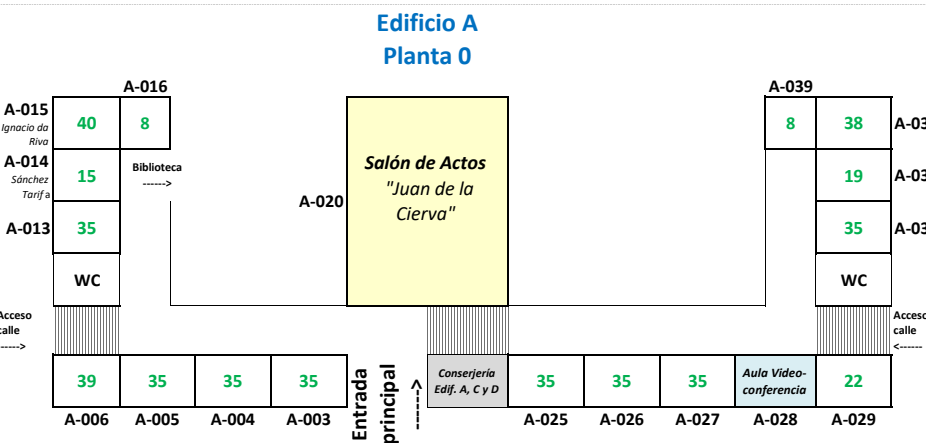 Edificio A
Planta 0
A-016
A-039
A-015
Ignacio da
Riva
40
8
8
38
A-03
A-014
Sánchez
Tarifa
15
Biblioteca
------>
Salón de Actos
"Juan de la
Cierva"
A-020
19
A-03
A-013
35
35
A-03
WC
WC
Acceso
calle
------>
Acceso
calle
<------
39
35
35
35
Entrada
principal
------>
Conserjería
Edif. A, C y D
35
35
35
Aula Video-
conferencia
22
A-006
A-005
A-004
A-003
A-025
A-026
A-027
A-028
A-029